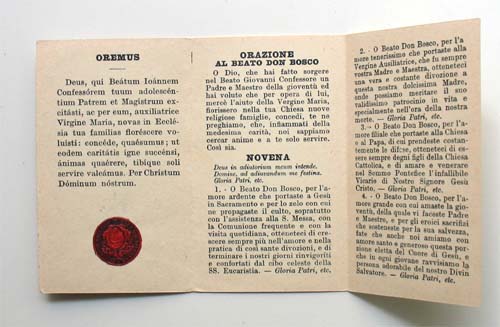 OREMUS
Deus, qui Beátum Ioánnem
Confessórem tuum adolescén-
tium Patrem et Magístrum ex-
citásti, ac per eum, auxiliatríce
Vírgine María, novas in Ecclé-
sia tua famílias floréscere vo-
luísti: concéde, quǽsumus; ut
eodem caritátis igne succénsi,
ánimas quærere, tibíque soli
servíre valeámus. Per Christum
Dóminum nóstrum.
ORAZIONE
AL BEATO DON BOSCO
O Dio, che hai fatto sorgere
nel Beato Giovanni Confessore un
Padre e Maestro della gioventù ed
hai voluto che per opera di lui,
mercè l'aiuto della Vergine Maria,
fiorissero nella tua Chiesa nuove
religiose famiglie, concedi, te ne
preghiamo, che, infiammati della
medesima carità, noi sappiamo
cercar anime e a te solo servire.
Così sia.
NOVENA
Deus in adiutorium meum intende.
Domine, ad adiuvandum me festina.
Gloria Patri, etc.
1. - O Beato Don Bosco, per l'a-
more ardente che portaste a Gesù
in Sacramento e per lo zelo con cui
ne propagaste il culto, sopratutto
con l'assistenza alla S. Messa, con
la Comunione frequente e con la
visita quotidiana, otteneteci di cre-
scere sempre più nell'amore e nella
pratica di così sante divozioni, e di
terminare i nostri giorni rinvigoriti
e confortati dal cibo celeste della
SS. Eucaristia. — Gloria Patri, etc.
2. - O Beato Don Bosco, per l'a-
more tenerissimo che portaste alla
Vergine Ausiliatrice, che fu sempre
vostra Madre e Maestra, otteneteci
una vera e costante divozione a
questa nostra dolcissima Madre,
onde possiamo meritare il suo
validissimo patrocinio in vita e
specialmente nell'ora della nostra
morte. — Gloria Patri, etc.
3. - O Beato Don Bosco, per l'a-
more filiale che portaste alla Chiesa
e al Papa, di cui prendeste costan-
temente le difese, otteneteci di es-
sere sempre degni figli della Chiesa
Cattolica, e di amare e venerare
nel Sommo Pontefice l'infallibile
Vicario di Nostro Signore Gesù
Cristo. — Gloria Patri, etc.
4. - O Beato Don Bosco, per l'a-
more grande con cui amaste la gio-
ventù, della quale vi faceste Padre
e Maestro, e per gli eroici sacrifizi
che sosteneste per la sua salvezza,
fate che anche noi amiamo con
amore santo e generoso questa por-
zione eletta del Cuore di Gesù, e
che in ogni giovane ravvisiamo la
persona adorabile del nostro Divin
Salvatore. — Gloria Patri, etc.